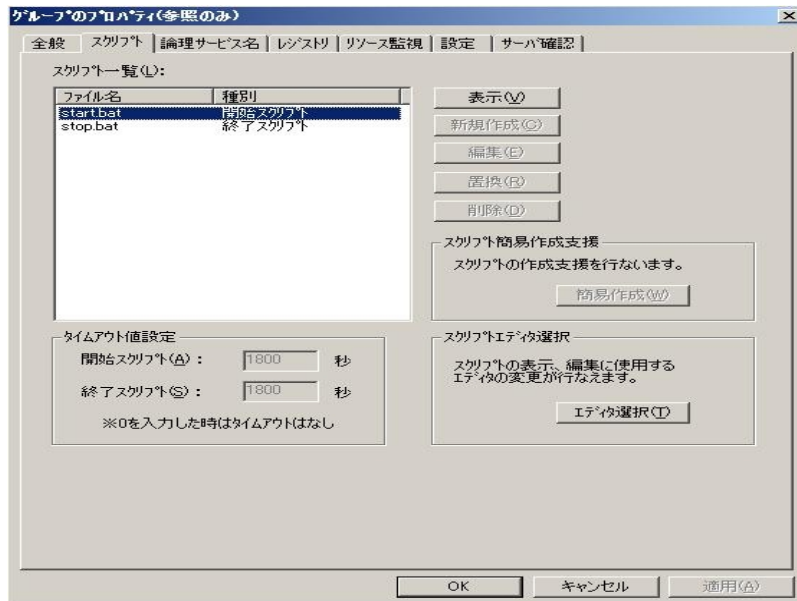 グループのプロパティ(参照のみ)
全般 スクリプト 論理サービス名 レジストリ リソース監視 設定 サーバ確認
スクリプト一覧(L):
ファイル名 種別
start.bat 開始スクリプト
stop.bat 終了スクリプト
表示(V)
新規作成(C)
編集(E)
置換(R)
削除(D)
スクリプト簡易作成支援
スクリプトの作成支援を行ないます。
簡易作成(W)
タイムアウト値設定
開始スクリプト(A) : 1800 秒
終了スクリプト(S) : 1800 秒
※0を入力した時はタイムアウトはなし
スクリプトエディタ選択
スクリプトの表示、編集に使用する
エディタの変更が行なえます。
エディタ選択(T)
OK キャンセル 適用(A)